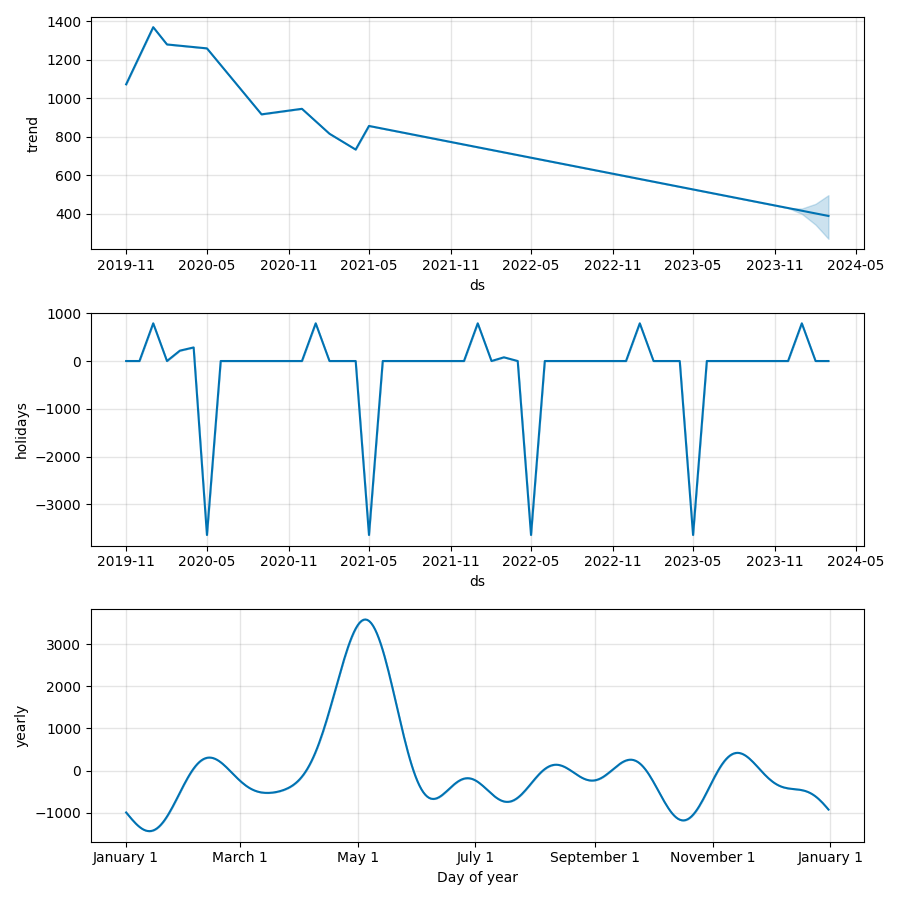 1400
1200
1000
800
600
400
trend
2019-11 2020-05 2020-11 2021-05 2021-11 2022-05 2022-11 2023-05 2023-11 2024-05
ds
1000
0
−1000
−2000
−3000
holidays
2019-11 2020-05 2020-11 2021-05 2021-11 2022-05 2022-11 2023-05 2023-11 2024-05
ds
3000
2000
1000
0
−1000
yearly
January 1 March 1 May 1 July 1 September 1 November 1 January 1
Day of year